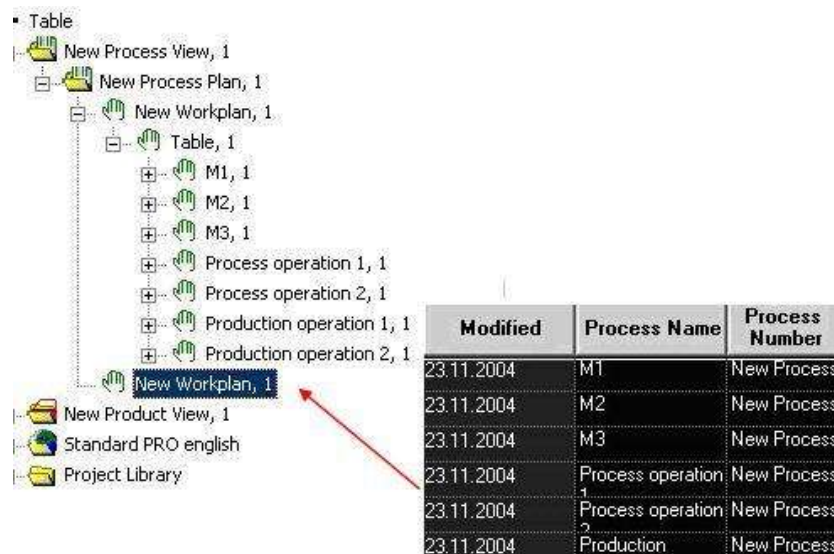 Table
New Process View, 1
New Process Plan, 1
New Workplan, 1
Table, 1
M1, 1
M2, 1
M3, 1
Process operation 1, 1
Process operation 2, 1
Production operation 1, 1
Production operation 2, 1
New Workplan, 1
New Product View, 1
Standard PRO english
Project Library
Modified Process Name Process Number
23.11.2004 M1 New Process
23.11.2004 M2 New Process
23.11.2004 M3 New Process
23.11.2004 Process operation 1 New Process
23.11.2004 Process operation 2 New Process
23.11.2004 Production New Process